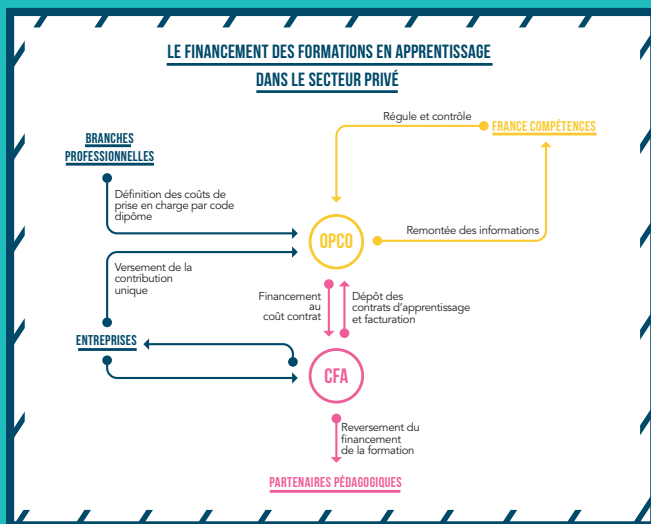 LE FINANCEMENT DES FORMATIONS EN APPRENTISSAGE
DANS LE SECTEUR PRIVÉ
Régule et contrôle
FRANCE COMPÉTENCES
BRANCHES
PROFESSIONNELLES
Définition des coûts de
prise en charge par code
dipôme
OPCO
Remontée des informations
Versement de la
contribution
unique
Financement
au
coût contrat
Dépôt des
contrats d'apprentissage
et facturation
ENTREPRISES
CFA
Reversement du
financement
de la formation
PARTENAIRES PÉDAGOGIQUES